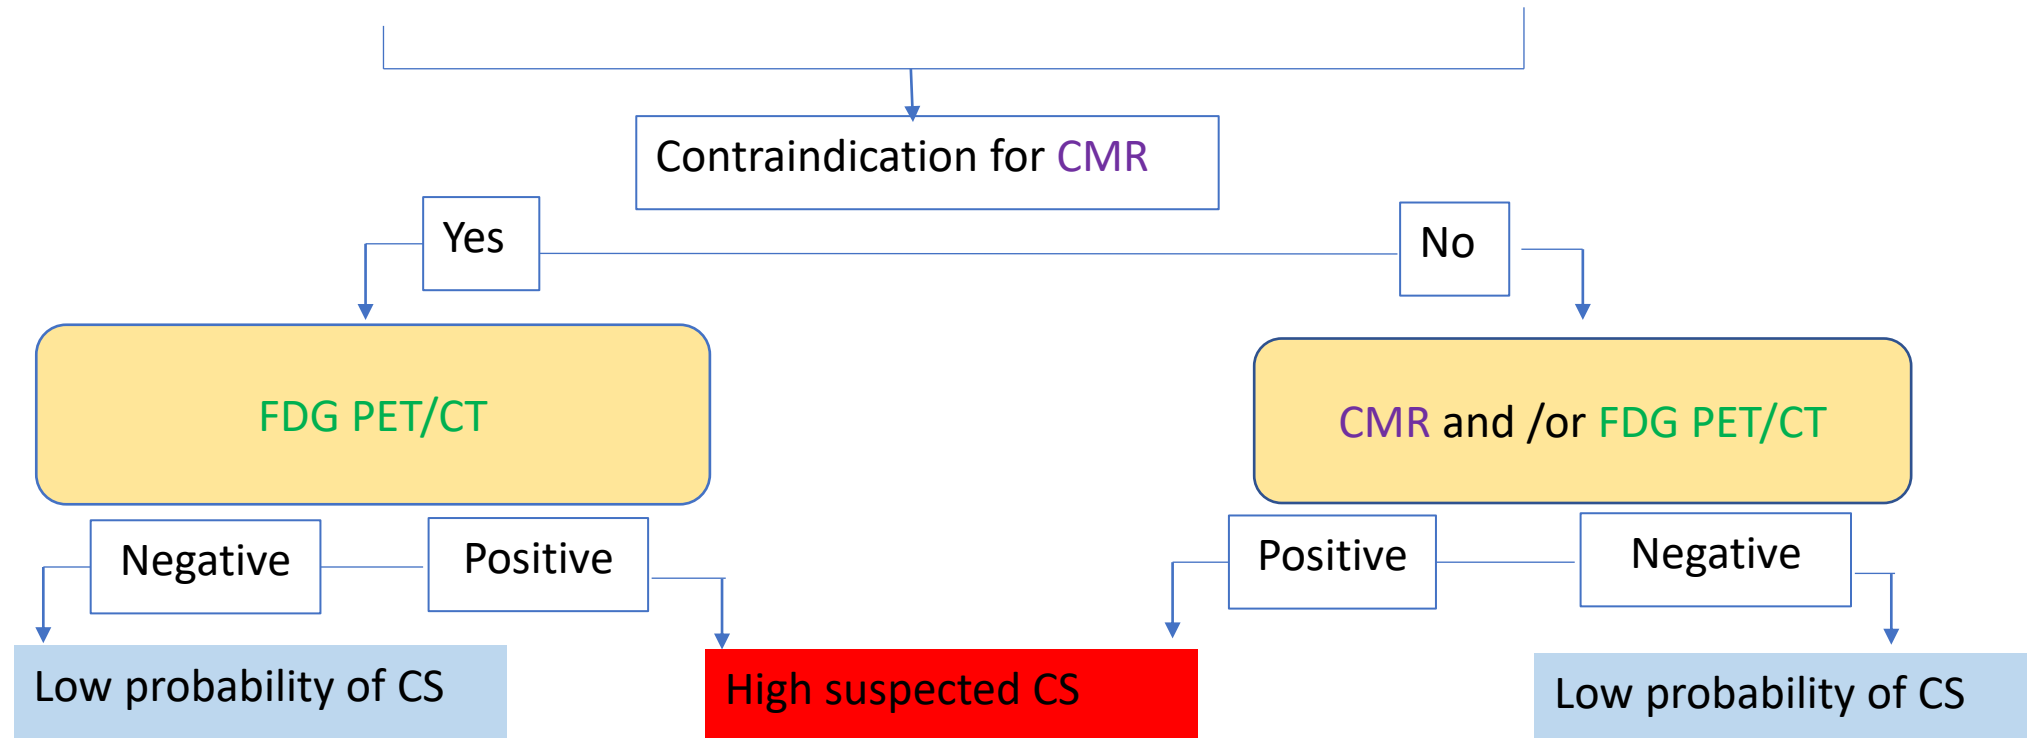 Contraindication for CMR
Yes
No
FDG PET/CT
CMR and /or FDG PET/CT
Negative
Positive
Positive
Negative
Low probability of CS
High suspected CS
Low probability of CS